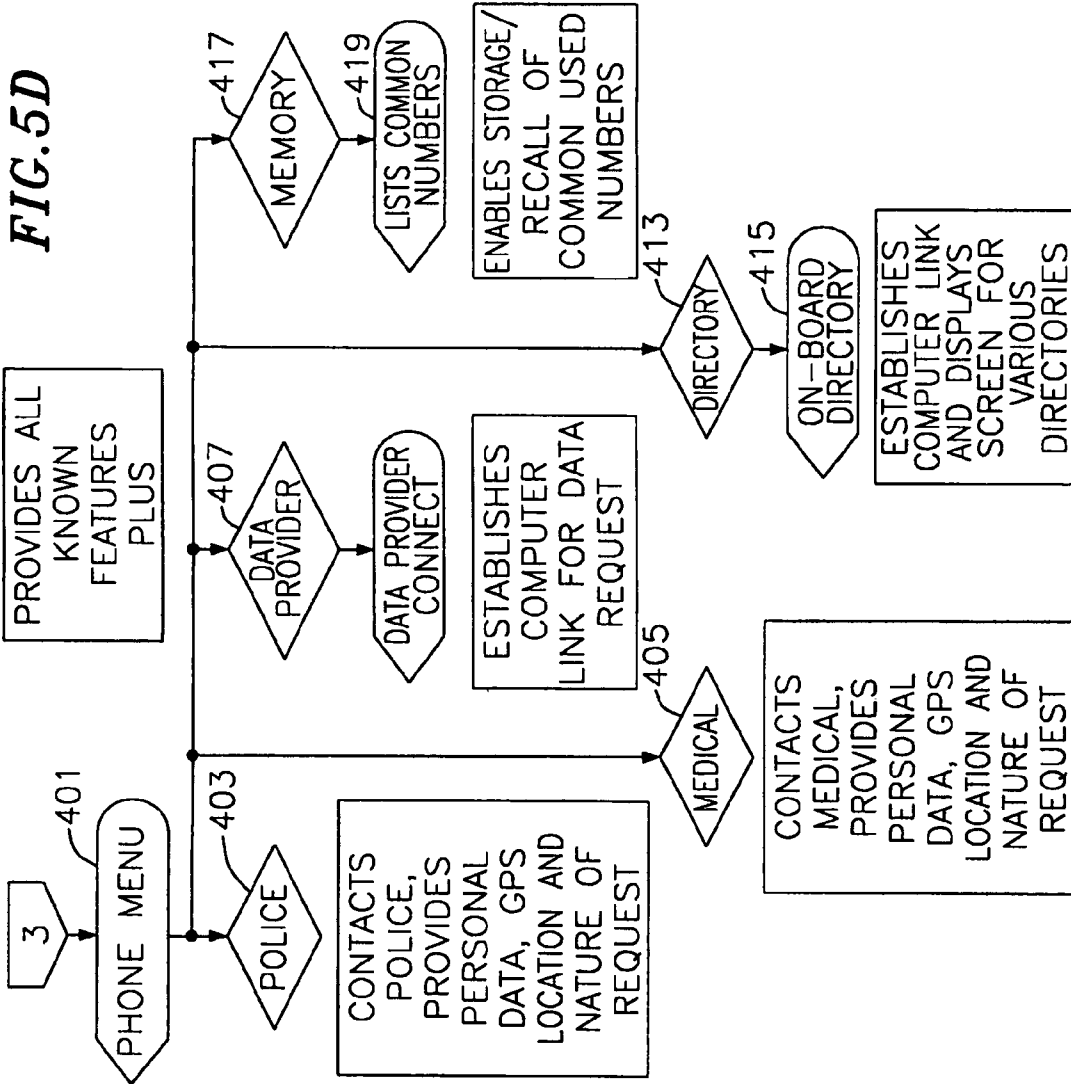 FIG.5D
PROVIDES ALL
KNOWN
FEATURES
PLUS
3
PHONE MENU
401
POLICE
403
CONTACTS
POLICE,
PROVIDES
PERSONAL
DATA, GPS
LOCATION AND
NATURE OF
REQUEST
MEDICAL
405
CONTACTS
MEDICAL,
PROVIDES
PERSONAL
DATA, GPS
LOCATION AND
NATURE OF
REQUEST
DATA
PROVIDER
407
DATA PROVIDER
CONNECT
ESTABLISHES
COMPUTER
LINK FOR DATA
REQUEST
DIRECTORY
413
ON-BOARD
DIRECTORY
415
ESTABLISHES
COMPUTER LINK
AND DISPLAYS
SCREEN FOR
VARIOUS
DIRECTORIES
MEMORY
417
LISTS COMMON
NUMBERS
419
ENABLES STORAGE/
RECALL OF
COMMON USED
NUMBERS